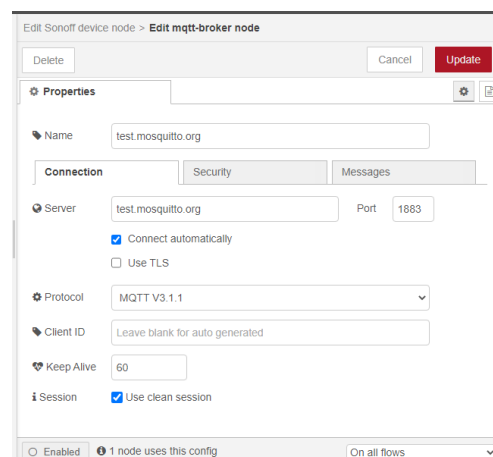 Edit Sonoff device node > Edit mqtt-broker node
Delete Cancel Update
Properties
Name test.mosquitto.org
Connection Security Messages
Server test.mosquitto.org Port 1883
Connect automatically
Use TLS
Protocol MQTT V3.1.1
Client ID Leave blank for auto generated
Keep Alive 60
Session Use clean session
Enabled 1 node uses this config On all flows